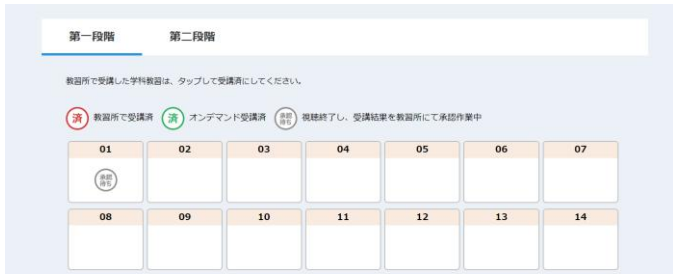 第一段階 第二段階
教習所で受講した学科教習は、タップして受講済にしてください。
済 教習所で受講済 済 オンデマンド受講済 承認待ち 視聴終了し、受講結果を教習所にて承認作業中
01 02 03 04 05 06 07
承認待ち
08 09 10 11 12 13 14